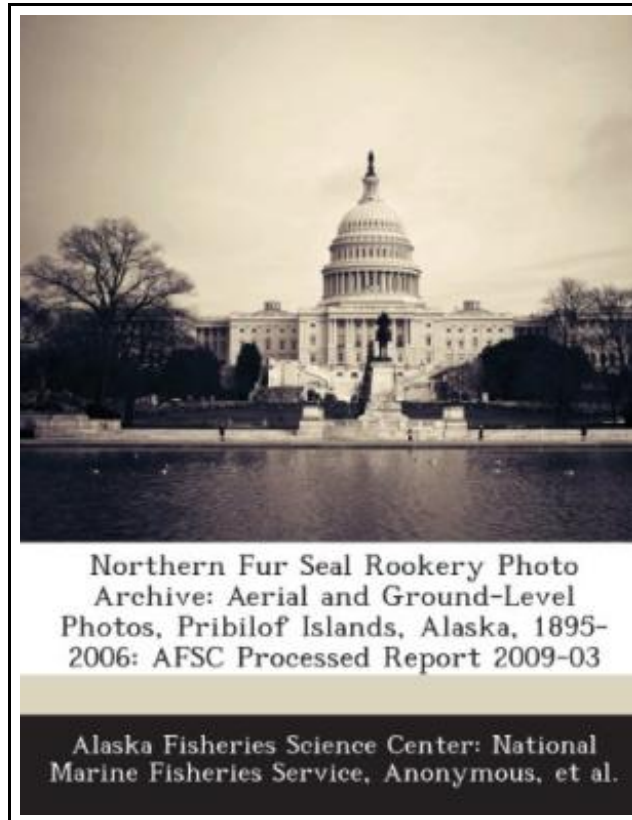 Northern Fur Seal Rookery Photo
Archive: Aerial and Ground-Level
Photos, Pribilof Islands, Alaska, 1895-
2006: AFSC Processed Report 2009-03
Alaska Fisheries Science Center: National
Marine Fisheries Service, Anonymous, et al.